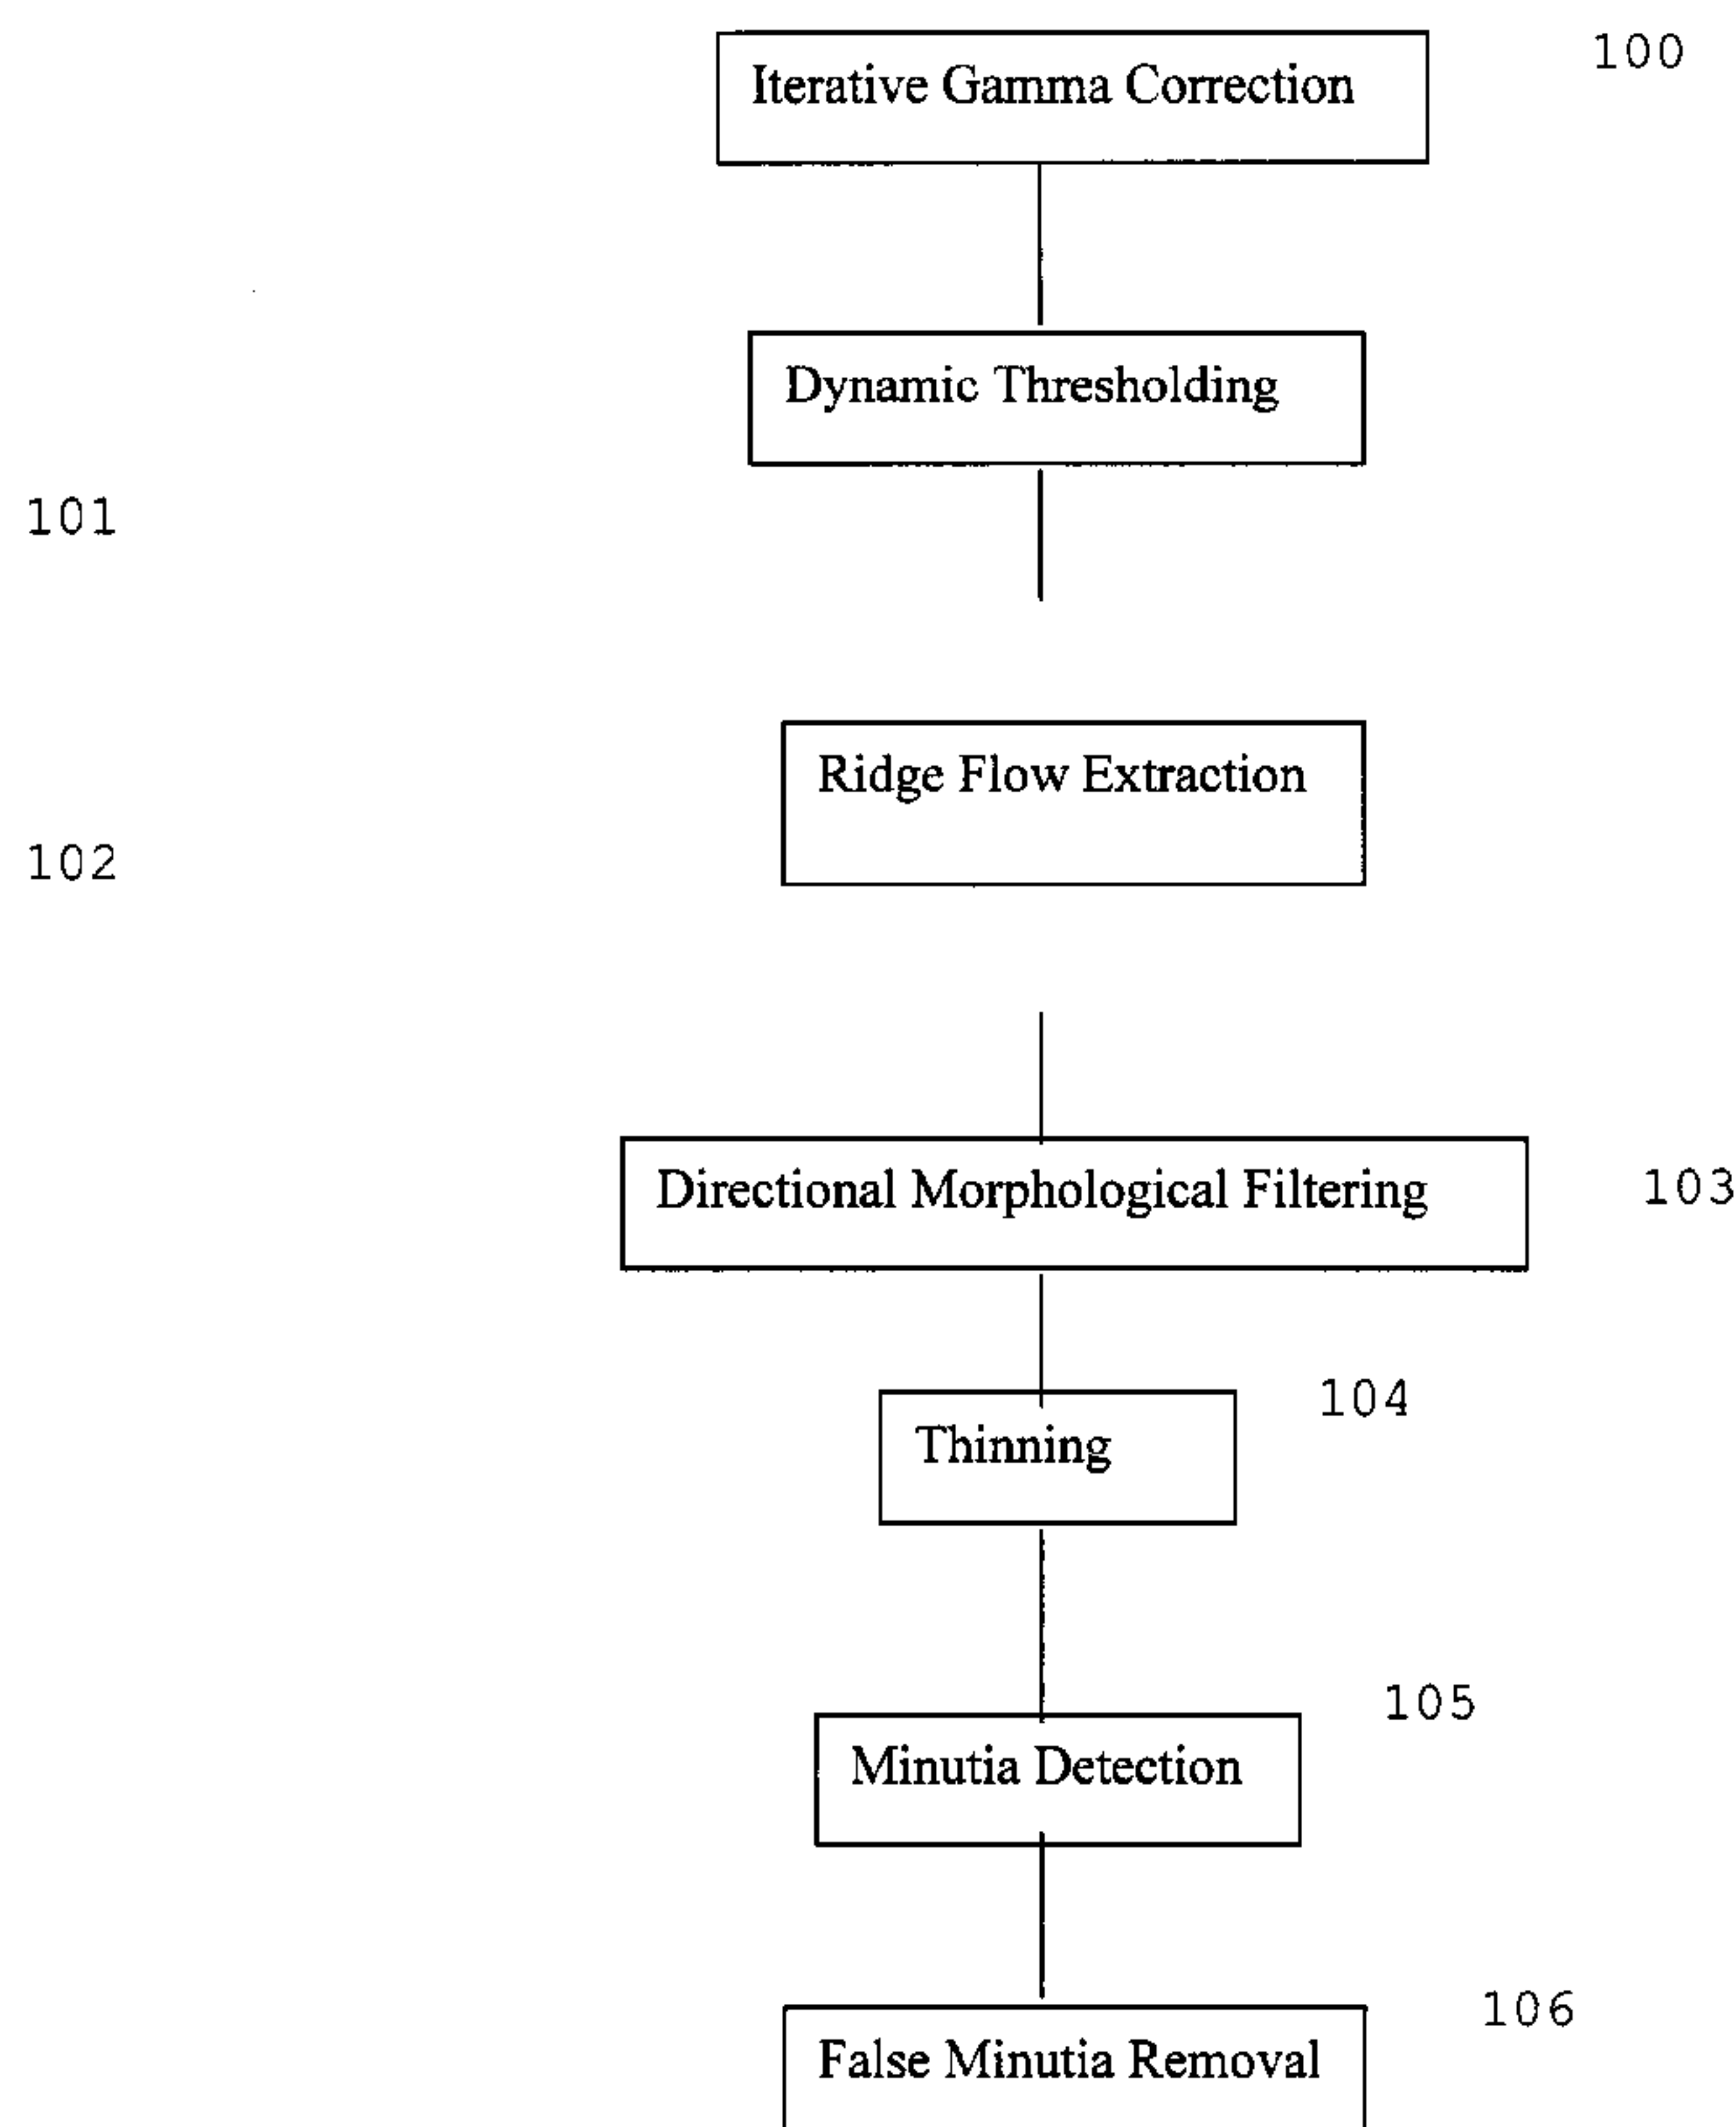 Iterative Gamma Correction
100
Dynamic Thresholding
101
Ridge Flow Extraction
102
Directional Morphological Filtering
103
104
Thinning
105
Minutia Detection
106
False Minutia Removal